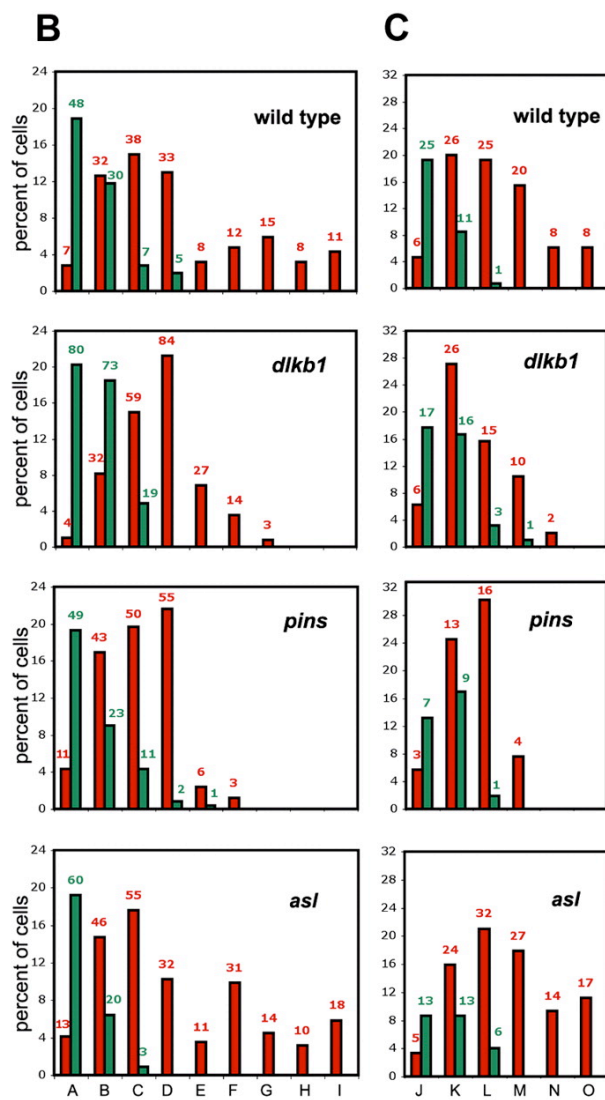 B
percent of cells
24
20
16
12
8
4
0
wild type
7 48 32 30 38 7 33 5 8 12 15 8 11
percent of cells
24
20
16
12
8
4
0
dlkb1
4 80 32 73 59 19 84 27 14 3
percent of cells
24
20
16
12
8
4
0
pins
11 49 43 23 50 11 55 2 6 1 3
percent of cells
24
20
16
12
8
4
0
asl
13 60 46 20 55 3 32 11 31 14 10 18
A B C D E F G H I
C
32
28
24
20
16
12
8
4
0
wild type
6 25 26 11 25 1 20 8 8
32
28
24
20
16
12
8
4
0
dlkb1
6 17 26 16 15 3 10 1 2
32
28
24
20
16
12
8
4
0
pins
3 7 13 9 16 1 4
32
28
24
20
16
12
8
4
0
asl
5 13 24 13 32 6 27 14 17
J K L M N O